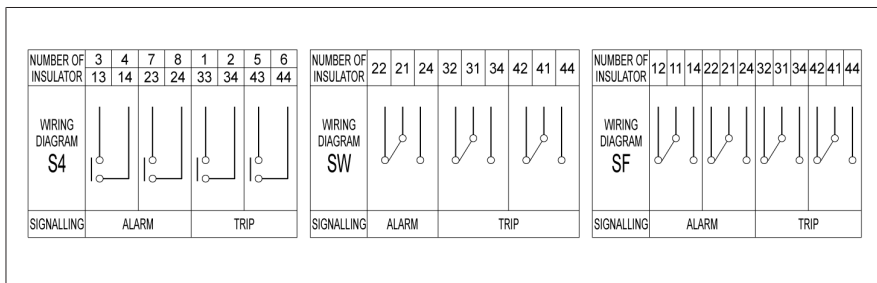 NUMBER OF INSULATOR 3 4 7 8 1 2 5 6
13 14 23 24 33 34 43 44
WIRING
DIAGRAM
S4
SIGNALLING ALARM TRIP
NUMBER OF
INSULATOR 22 21 24 32 31 34 42 41 44
WIRING
DIAGRAM
SW
SIGNALLING ALARM TRIP
NUMBER OF
INSULATOR 12 11 14 22 21 24 32 31 34 42 41 44
WIRING
DIAGRAM
SF
SIGNALLING ALARM TRIP